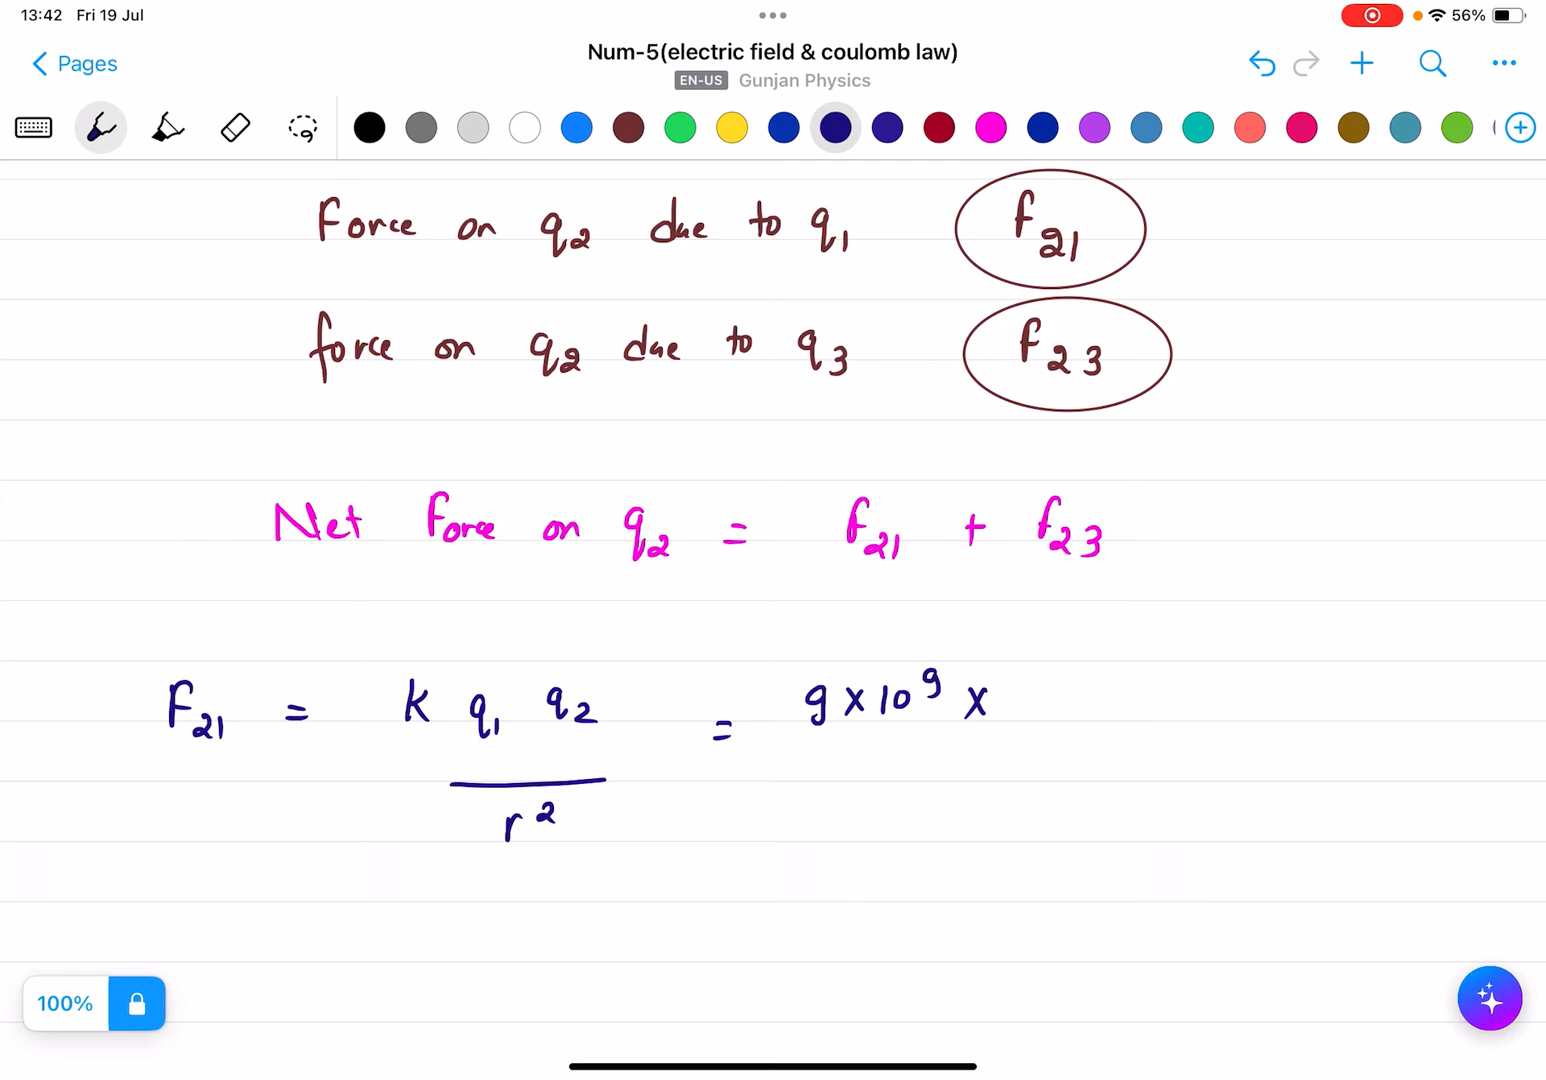 13:42 Fri 19 Jul
56%
Pages
Num-5(electric field & coulomb law)
EN-US Gunjan Physics
Force on q₂ due to q₁ F₂₁
force on q₂ due to q₃ F₂₃
Net Force on q₂ = F₂₁ + F₂₃
F₂₁ = k q₁ q₂ = 9 × 10⁹ ×
r²
100%